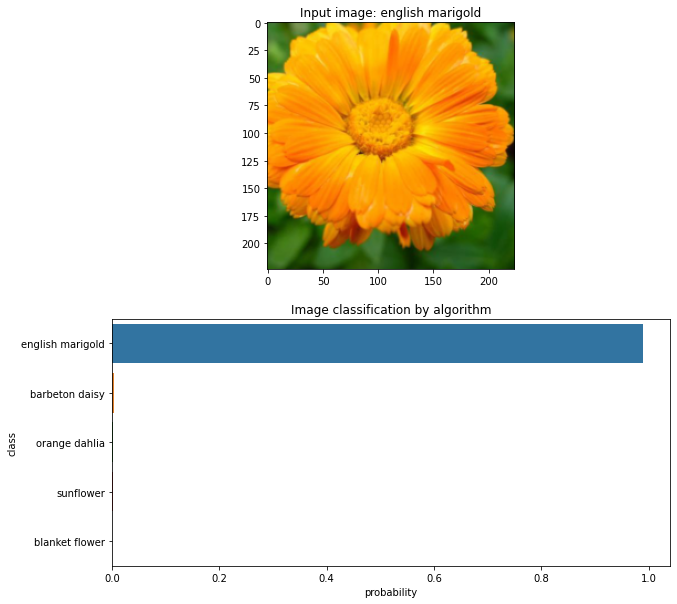 Input image: english marigold
0
25
50
75
100
125
150
175
200
0 50 100 150 200
Image classification by algorithm
class
english marigold
barbeton daisy
orange dahlia
sunflower
blanket flower
0.0 0.2 0.4 0.6 0.8 1.0
probability